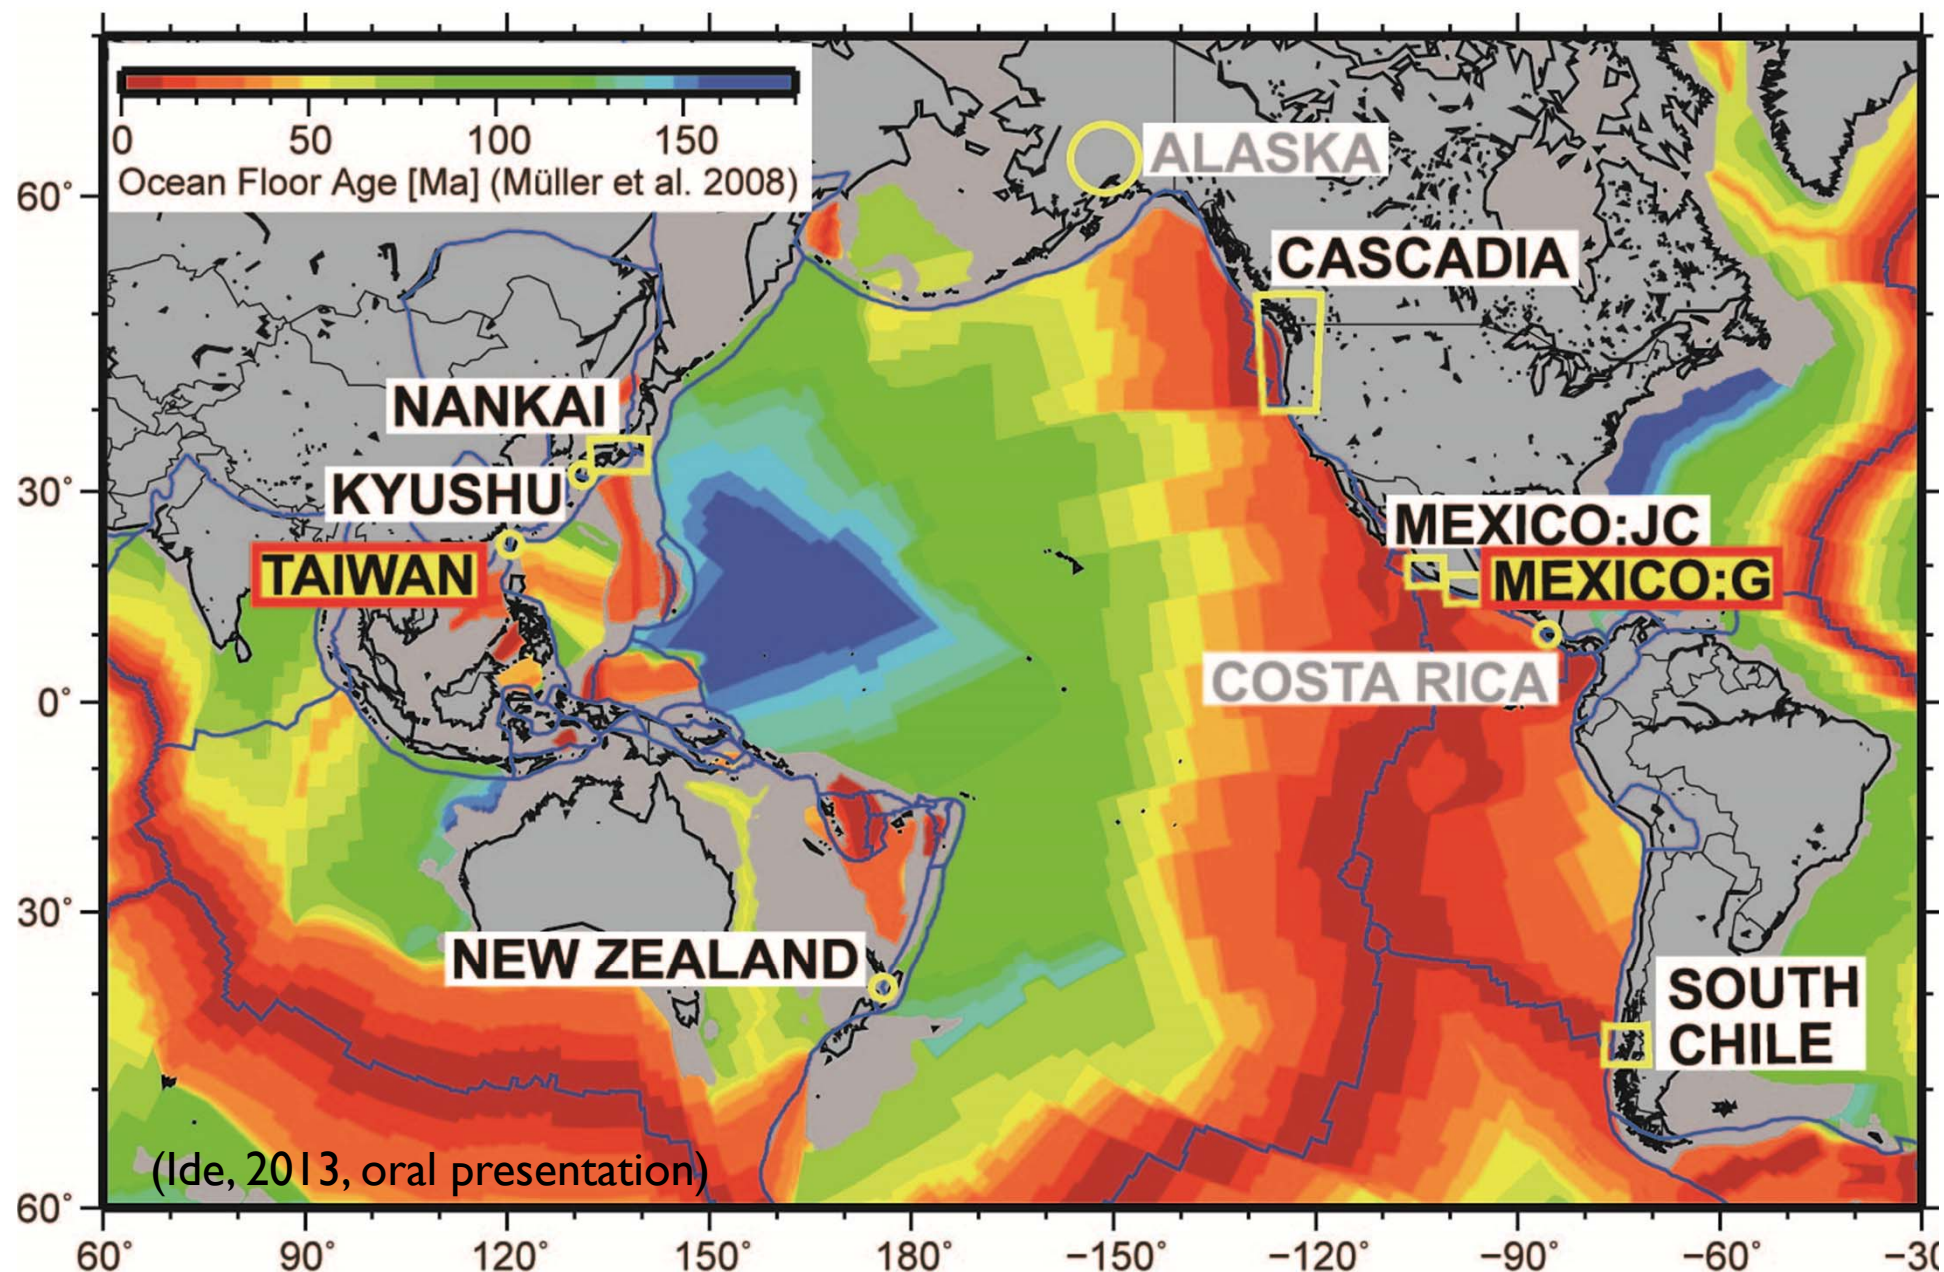 0 50 100 150
Ocean Floor Age [Ma] (Müller et al. 2008)
ALASKA
60°
CASCADIA
NANKAI
KYUSHU
30°
MEXICO:JC
TAIWAN
MEXICO:G
COSTA RICA
0°
30°
NEW ZEALAND
SOUTH
CHILE
(Ide, 2013, oral presentation)
60°
60° 90° 120° 150° 180° −150° −120° −90° −60° −30